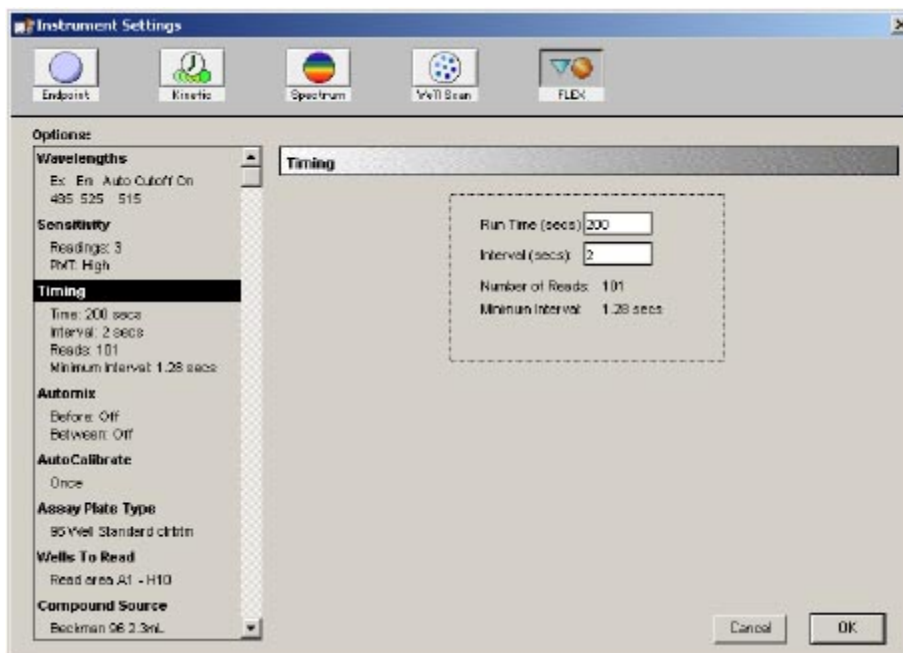 Instrument Settings
Endpoint
Kinetic
Spectrum
Well Scan
FLEX
Options:
Wavelengths
Ex Em Auto Cutoff On
485 525 515
Sensitivity
Readings: 3
PMT: High
Timing
Time: 200 secs
Interval: 2 secs
Reads: 101
Minimum Interval: 1.28 secs
Automix
Before: Off
Between: Off
AutoCalibrate
Once
Assay Plate Type
96 Well Standard clrbtm
Wells To Read
Read area A1 - H10
Compound Source
Beckman 96 2.3mL
Timing
Run Time (secs) 200
Interval (secs): 2
Number of Reads: 101
Minimum Interval: 1.28 secs
Cancel
OK